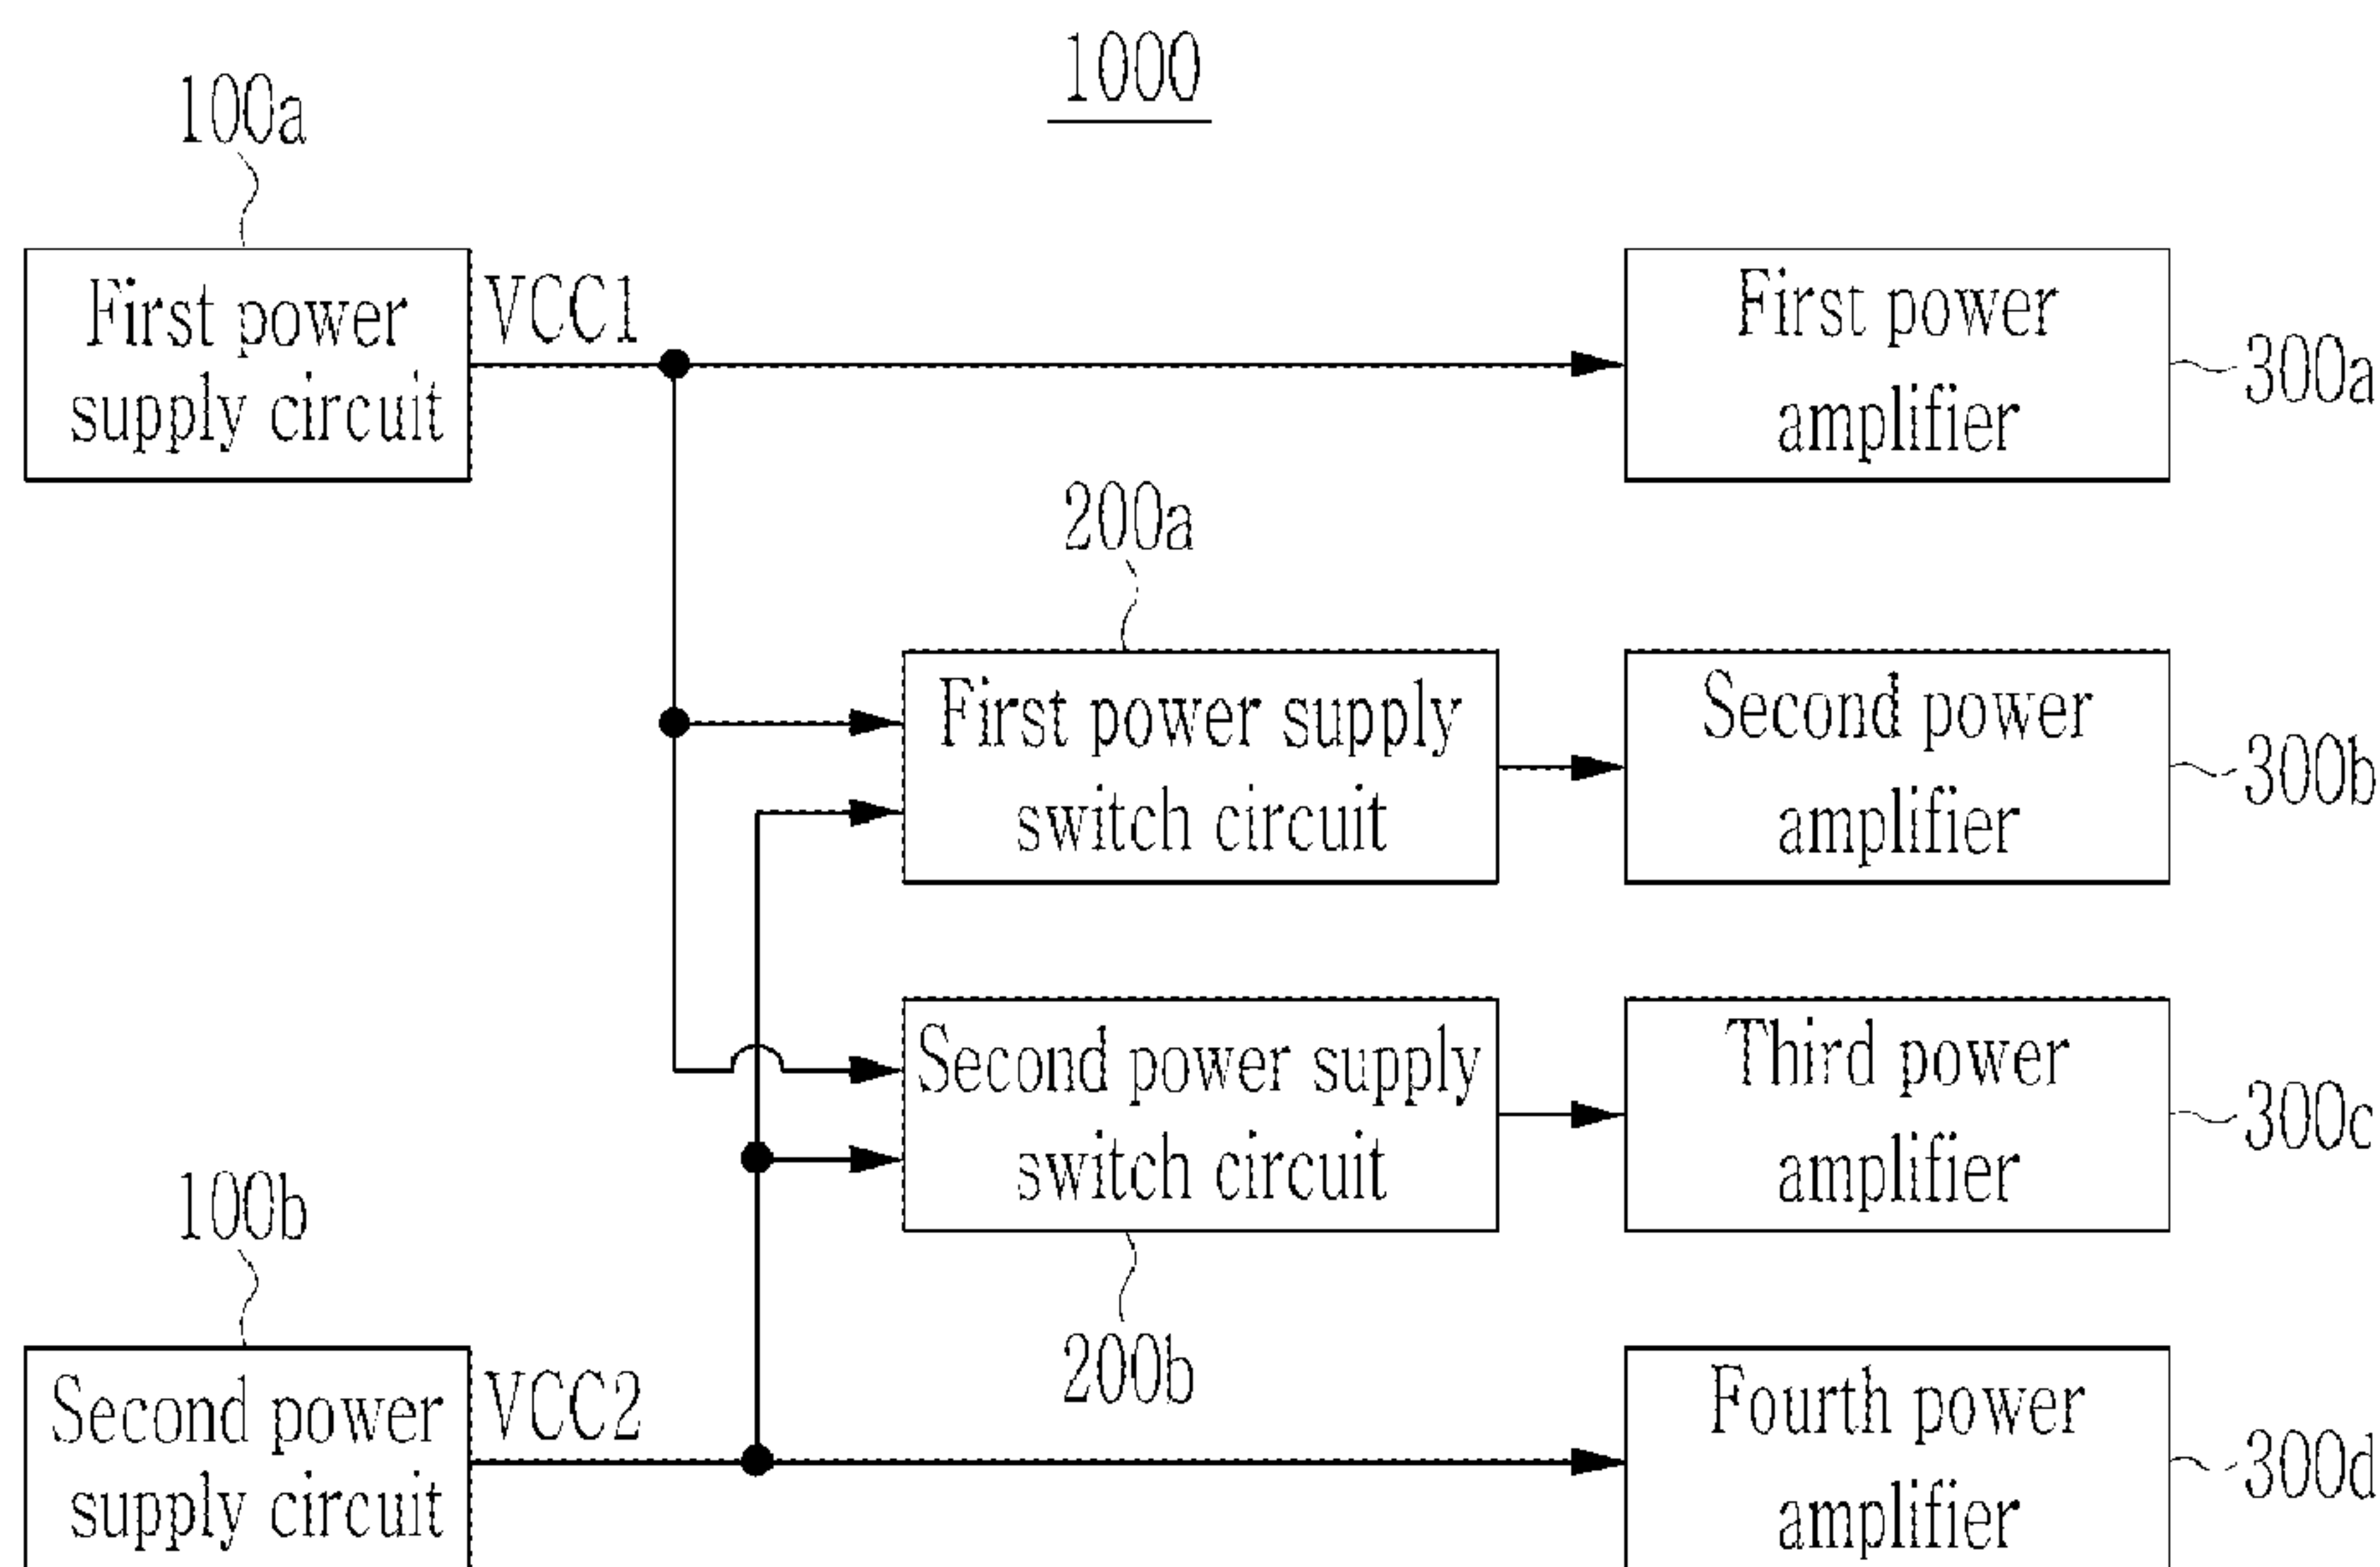 1000
100a
First power
supply circuit
VCC1
First power
amplifier
300a
200a
First power supply
switch circuit
Second power
amplifier
300b
Second power supply
switch circuit
Third power
amplifier
300c
100b
200b
Second power
supply circuit
VCC2
Fourth power
amplifier
300d